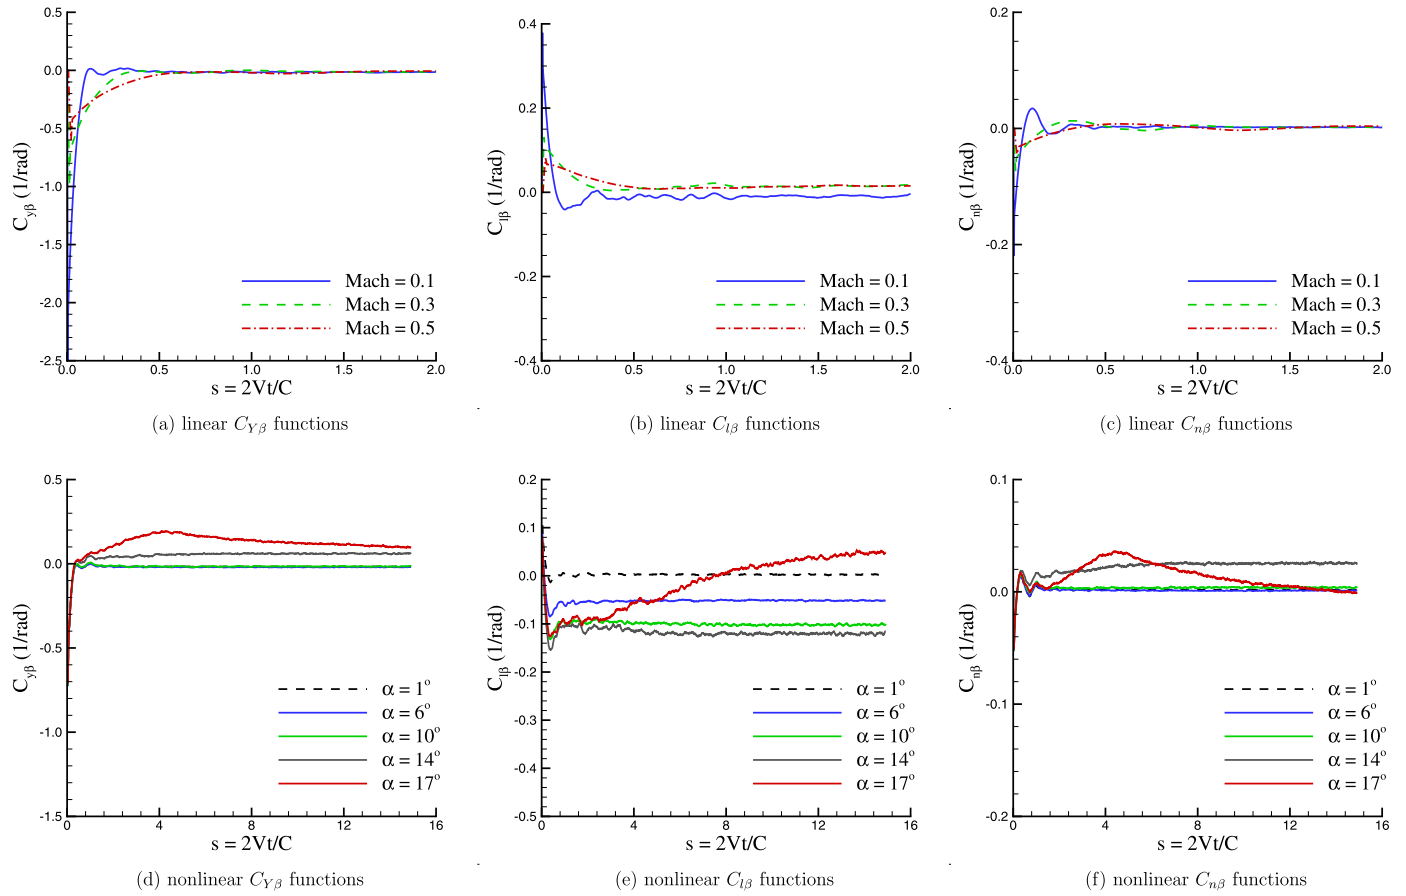 0.2
0.1
0.0
-0.5
-1.0
-1.5
-2.0
-2.5
C_yβ (1/rad)
Mach = 0.1
Mach = 0.3
Mach = 0.5
0.0 0.5 1.0 1.5 2.0
s = 2Vt/C
(a) linear C_Yβ functions
0.4
0.2
0.0
-0.2
-0.4
C_lβ (1/rad)
Mach = 0.1
Mach = 0.3
Mach = 0.5
0.0 0.5 1.0 1.5 2.0
s = 2Vt/C
(b) linear C_lβ functions
0.2
0.1
0.0
-0.2
-0.3
-0.4
C_nβ (1/rad)
Mach = 0.1
Mach = 0.3
Mach = 0.5
0.0 0.5 1.0 1.5 2.0
s = 2Vt/C
(c) linear C_nβ functions
0.5
0.0
-0.5
-1.0
-1.5
C_yβ (1/rad)
α = 1°
α = 6°
α = 10°
α = 14°
α = 17°
0 4 8 12 16
s = 2Vt/C
(d) nonlinear C_Yβ functions
0.2
0.1
0.0
-0.1
-0.2
-0.3
-0.4
-0.5
C_lβ (1/rad)
α = 1°
α = 6°
α = 10°
α = 14°
α = 17°
0.0 4 8 12 16
s = 2Vt/C
(e) nonlinear C_lβ functions
0.1
0.0
-0.1
-0.2
C_nβ (1/rad)
α = 1°
α = 6°
α = 10°
α = 14°
α = 17°
0 4 8 12 16
s = 2Vt/C
(f) nonlinear C_nβ functions